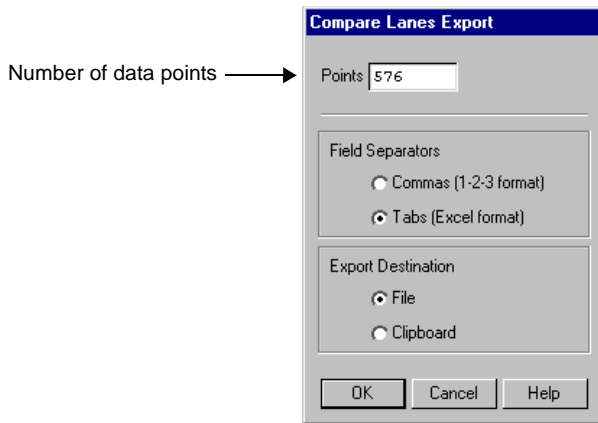 Compare Lanes Export
Number of data points
Points 576
Field Separators
Commas (1-2-3 format)
Tabs (Excel format)
Export Destination
File
Clipboard
OK Cancel Help